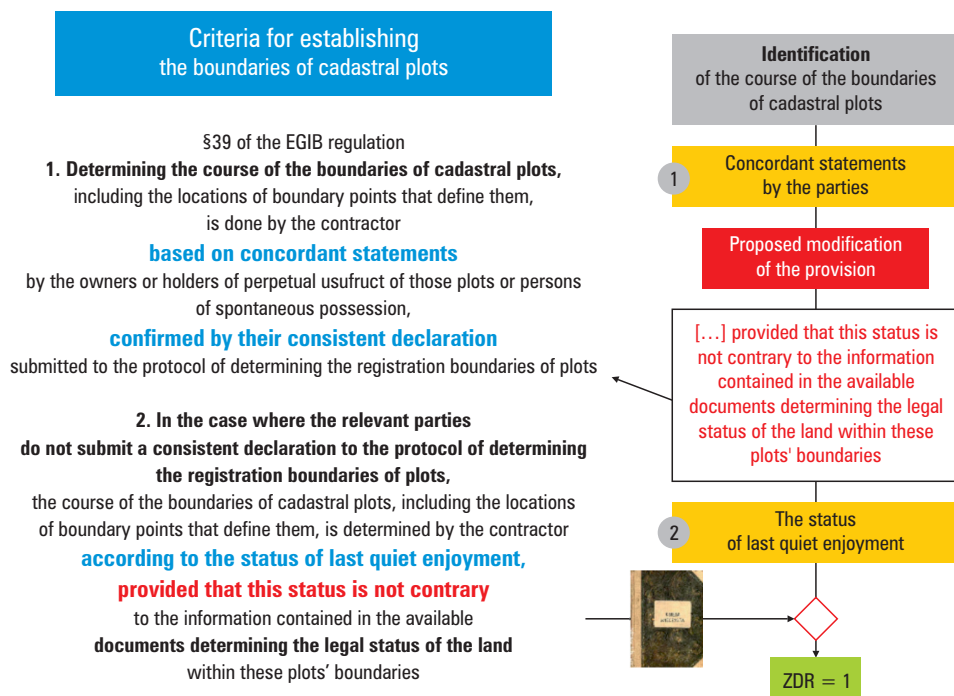 Criteria for establishing
the boundaries of cadastral plots
§39 of the EGIB regulation
1. Determining the course of the boundaries of cadastral plots,
including the locations of boundary points that define them,
is done by the contractor
based on concordant statements
by the owners or holders of perpetual usufruct of those plots or persons
of spontaneous possession,
confirmed by their consistent declaration
submitted to the protocol of determining the registration boundaries of plots
2. In the case where the relevant parties
do not submit a consistent declaration to the protocol of determining
the registration boundaries of plots,
the course of the boundaries of cadastral plots, including the locations
of boundary points that define them, is determined by the contractor
according to the status of last quiet enjoyment,
provided that this status is not contrary
to the information contained in the available
documents determining the legal status of the land
within these plots’ boundaries
Identification
of the course of the boundaries
of cadastral plots
1
Concordant statements
by the parties
Proposed modification
of the provision
[…] provided that this status is
not contrary to the information
contained in the available
documents determining the legal
status of the land within these
plots' boundaries
2
The status
of last quiet enjoyment
ZDR = 1